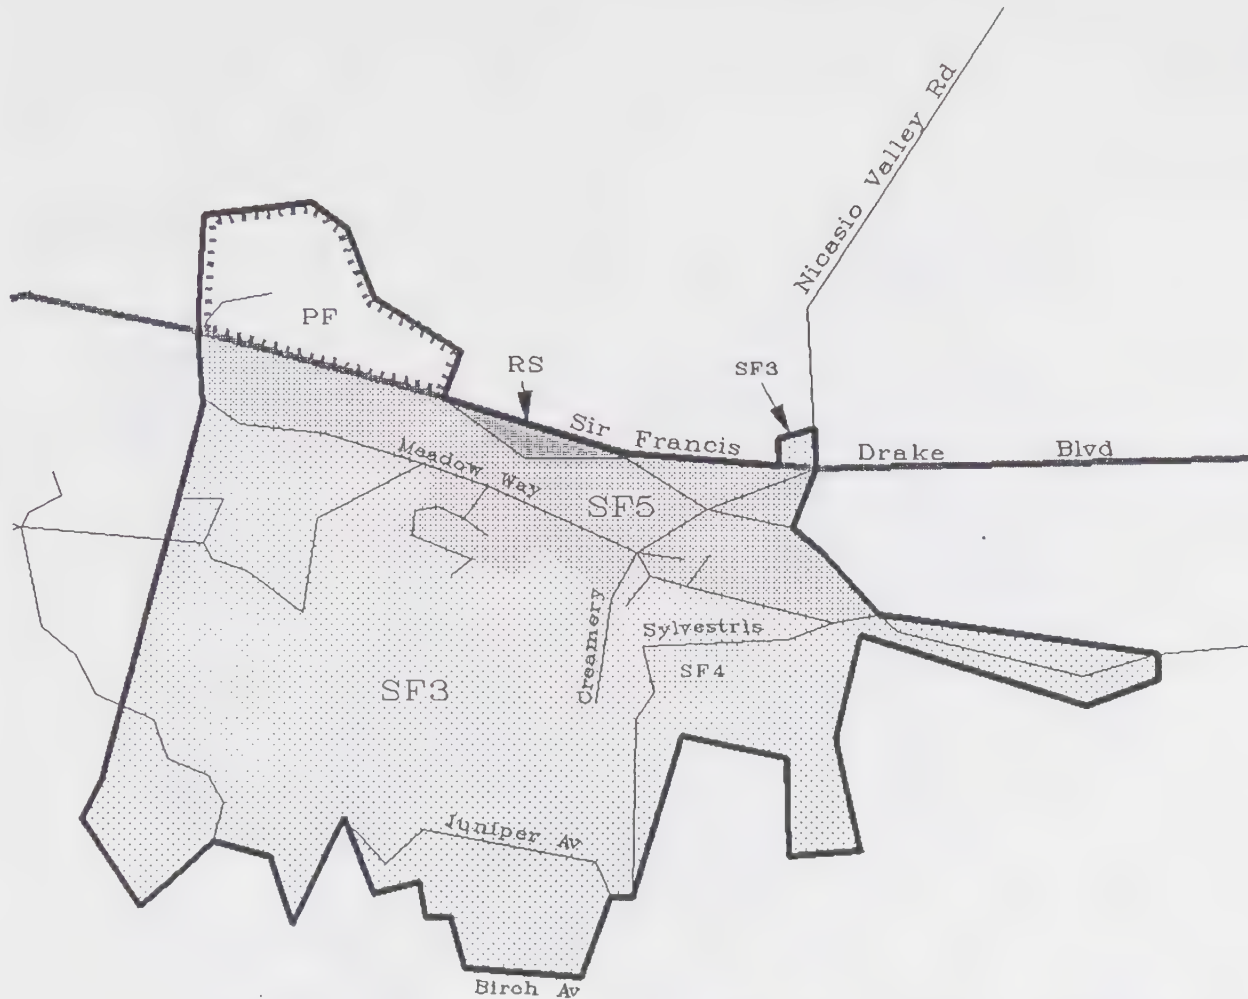 Nicasio Valley Rd
PF
RS
SF3
Sir Francis Drake Blvd
Meadow Way
SF5
Creamery
Sylvestris
SF4
SF3
Juniper Av
Birch Av